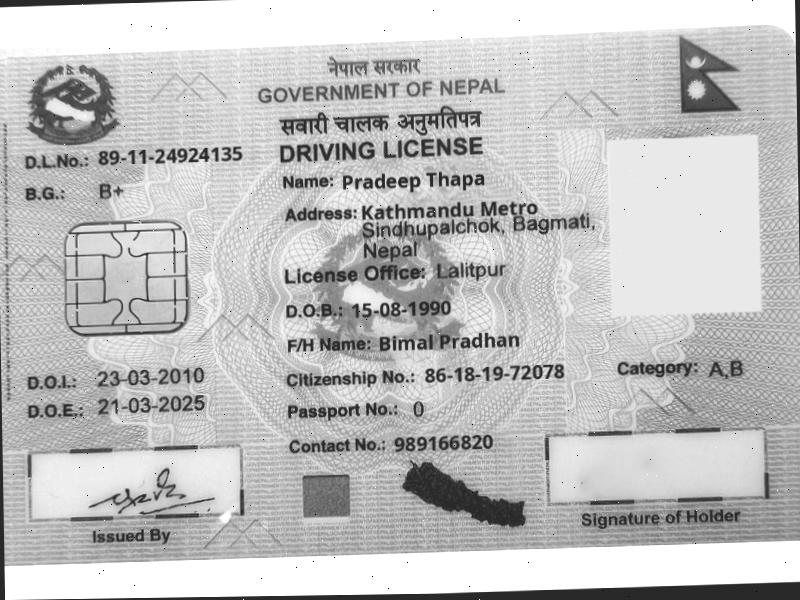 नेपाल सरकार
GOVERNMENT OF NEPAL
सवारी चालक अनुमतिपत्र
DRIVING LICENSE
D.L.No.: 89-11-24924135
B.G.: B+
Name: Pradeep Thapa
Address: Kathmandu Metro
Sindhupalchok, Bagmati,
Nepal
License Office: Lalitpur
D.O.B.: 15-08-1990
F/H Name: Bimal Pradhan
D.O.I.: 23-03-2010
Citizenship No.: 86-18-19-72078
Category: A,B
D.O.E.: 21-03-2025
Passport No.: 0
Contact No.: 989166820
Issued By
Signature of Holder